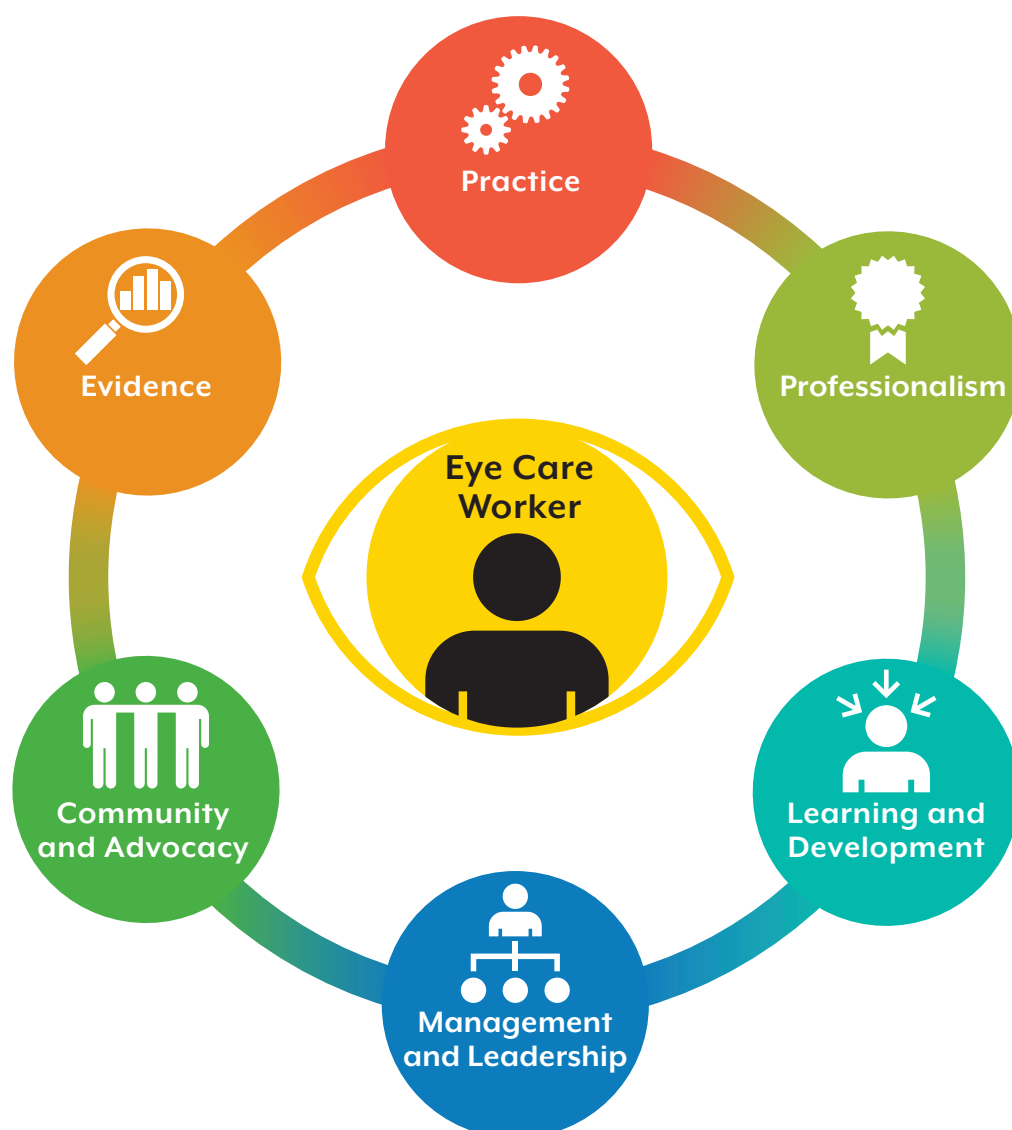 Practice
Evidence
Professionalism
Eye Care
Worker
Community
and Advocacy
Learning and
Development
Management
and Leadership